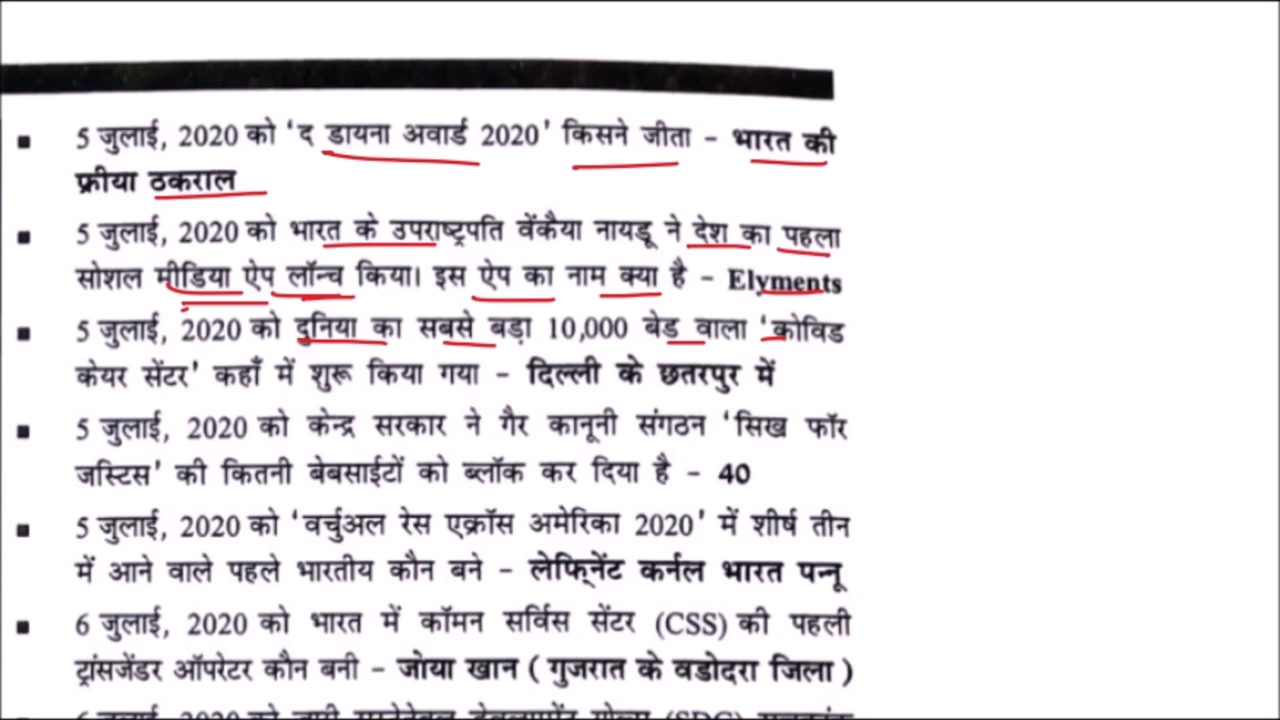 5 जुलाई, 2020 को 'द डायना अवार्ड 2020' किसने जीता - भारत की
फ्रीया ठकराल
5 जुलाई, 2020 को भारत के उपराष्ट्रपति वेंकैया नायडू ने देश का पहला
सोशल मीडिया ऐप लॉन्च किया। इस ऐप का नाम क्या है - Elyments
5 जुलाई, 2020 को दुनिया का सबसे बड़ा 10,000 बेड वाला 'कोविड
केयर सेंटर' कहाँ में शुरू किया गया - दिल्ली के छतरपुर में
5 जुलाई, 2020 को केन्द्र सरकार ने गैर कानूनी संगठन 'सिख फॉर
जस्टिस' की कितनी बेबसाईटों को ब्लॉक कर दिया है - 40
5 जुलाई, 2020 को 'वर्चुअल रेस एक्रॉस अमेरिका 2020' में शीर्ष तीन
में आने वाले पहले भारतीय कौन बने - लेफ्निेंट कर्नल भारत पन्नू
6 जुलाई, 2020 को भारत में कॉमन सर्विस सेंटर (CSS) की पहली
ट्रांसजेंडर ऑपरेटर कौन बनी - जोया खान ( गुजरात के वडोदरा जिला )